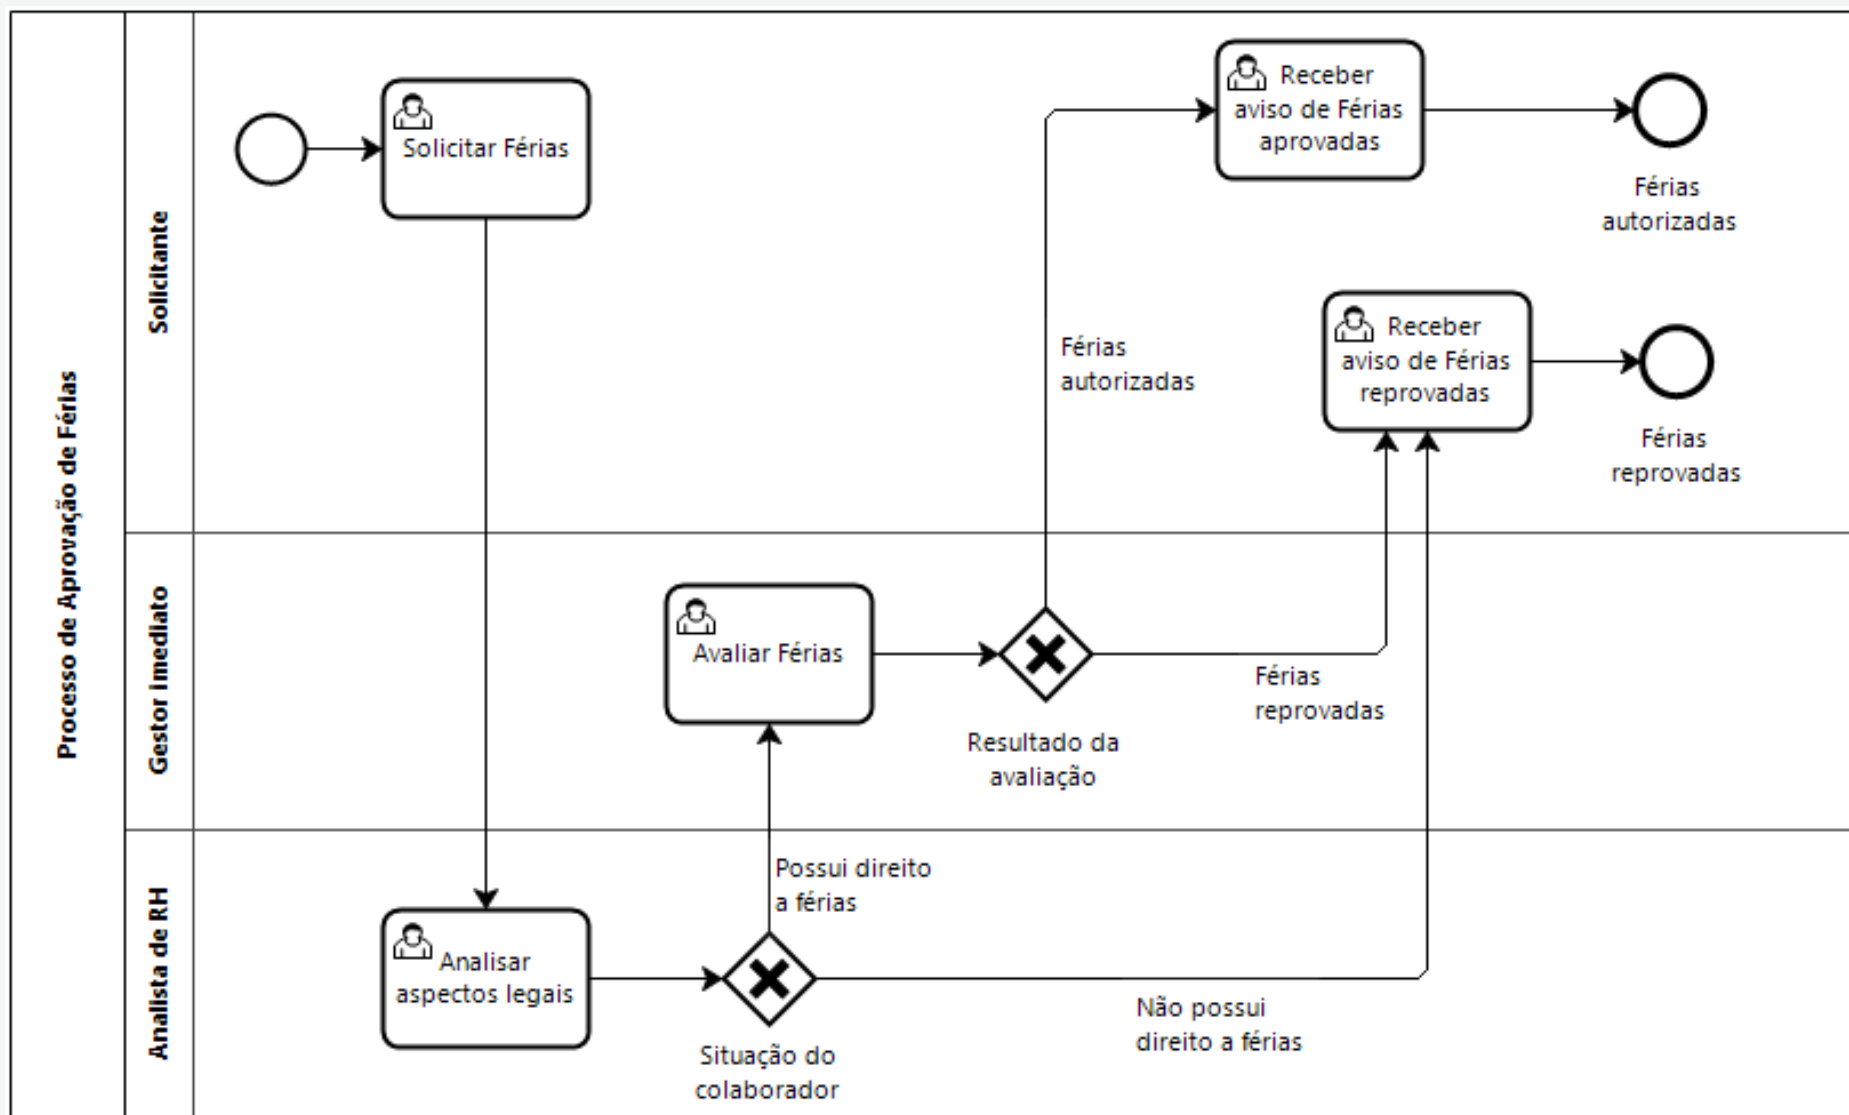 Processo de Aprovação de Férias
Solicitante
Solicitar Férias
Receber
aviso de Férias
aprovadas
Férias
autorizadas
Férias
autorizadas
Receber
aviso de Férias
reprovadas
Férias
reprovadas
Gestor imediato
Avaliar Férias
Resultado da
avaliação
Férias
reprovadas
Analista de RH
Analisar
aspectos legais
Possui direito
a férias
Situação do
colaborador
Não possui
direito a férias